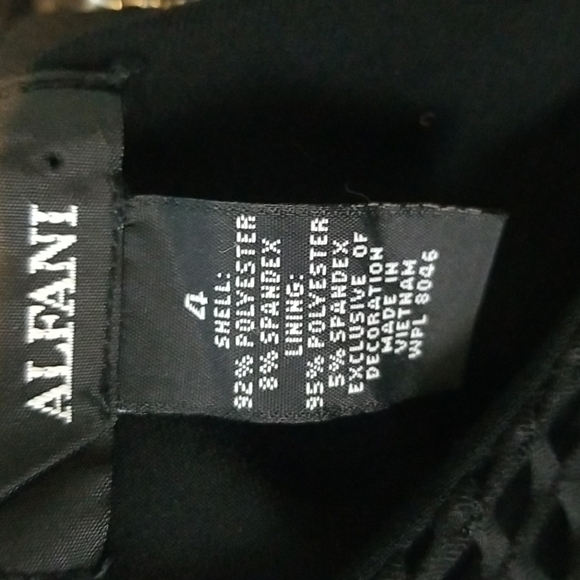 ALFANI
4
SHELL:
92% POLYESTER
8% SPANDEX
LINING:
95% POLYESTER
5% SPANDEX
EXCLUSIVE OF
DECORATION
MADE IN
VIETNAM
WPL 8046